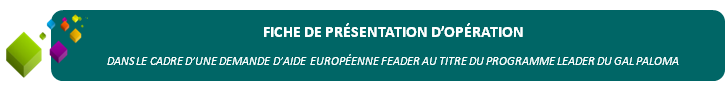 FICHE DE PRÉSENTATION D’OPÉRATION
DANS LE CADRE D’UNE DEMANDE D’AIDE EUROPÉENNE FEADER AU TITRE DU PROGRAMME LEADER DU GAL PALOMA